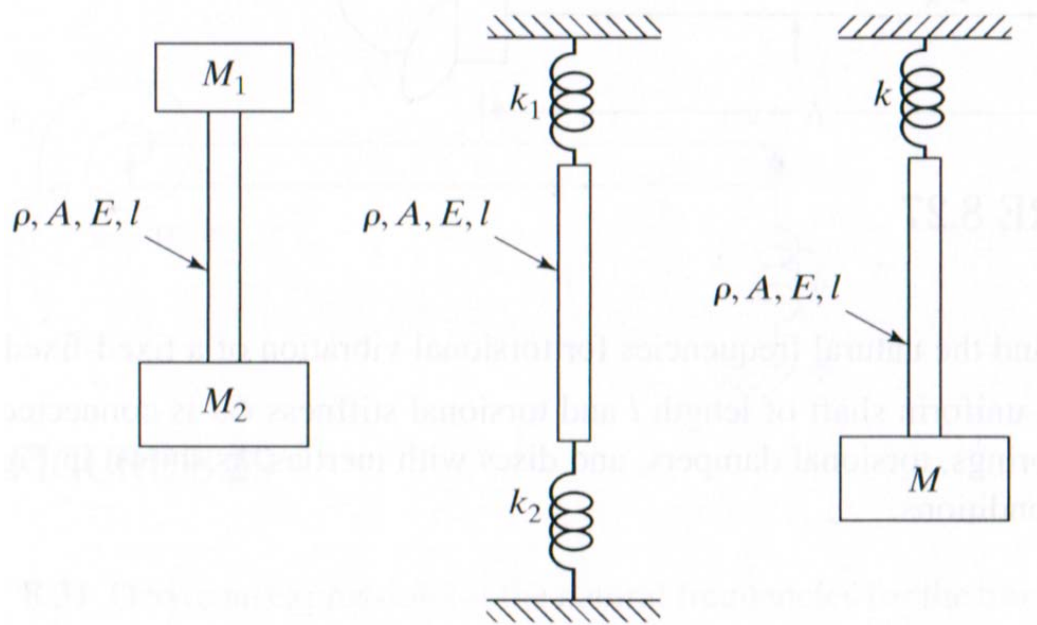 M₁
ρ, A, E, l
M₂
k₁
ρ, A, E, l
k₂
k
ρ, A, E, l
M